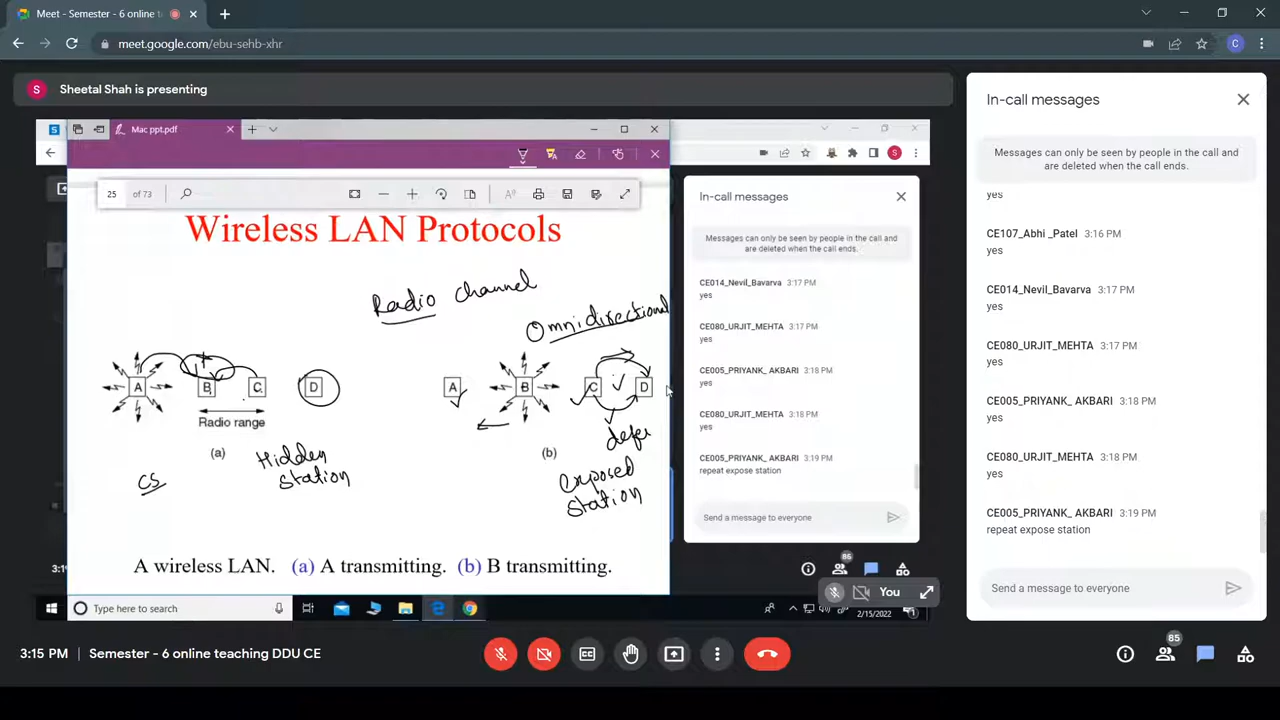 Meet - Semester - 6 online t
meet.google.com/ebu-sehb-xhr
C
S
Sheetal Shah is presenting
Mac ppt.pdf
25 of 73
Wireless LAN Protocols
Radio channel
Omnidirectional
A
B
C
D
Radio range
(a)
Hidden
station
CS
A
B
C
D
(b)
defer
exposed
station
A wireless LAN. (a) A transmitting. (b) B transmitting.
S
In-call messages
Messages can only be seen by people in the call and
are deleted when the call ends.
CE014_Nevil_Bavarva 3:17 PM
yes
CE080_URJIT_MEHTA 3:17 PM
yes
CE005_PRIYANK_ AKBARI 3:18 PM
yes
CE080_URJIT_MEHTA 3:18 PM
yes
CE005_PRIYANK_ AKBARI 3:19 PM
repeat expose station
Send a message to everyone
86
You
Type here to search
2/15/2022
In-call messages
Messages can only be seen by people in the call and
are deleted when the call ends.
yes
CE107_Abhi _Patel 3:16 PM
yes
CE014_Nevil_Bavarva 3:17 PM
yes
CE080_URJIT_MEHTA 3:17 PM
yes
CE005_PRIYANK_ AKBARI 3:18 PM
yes
CE080_URJIT_MEHTA 3:18 PM
yes
CE005_PRIYANK_ AKBARI 3:19 PM
repeat expose station
Send a message to everyone
3:15 PM | Semester - 6 online teaching DDU CE
85